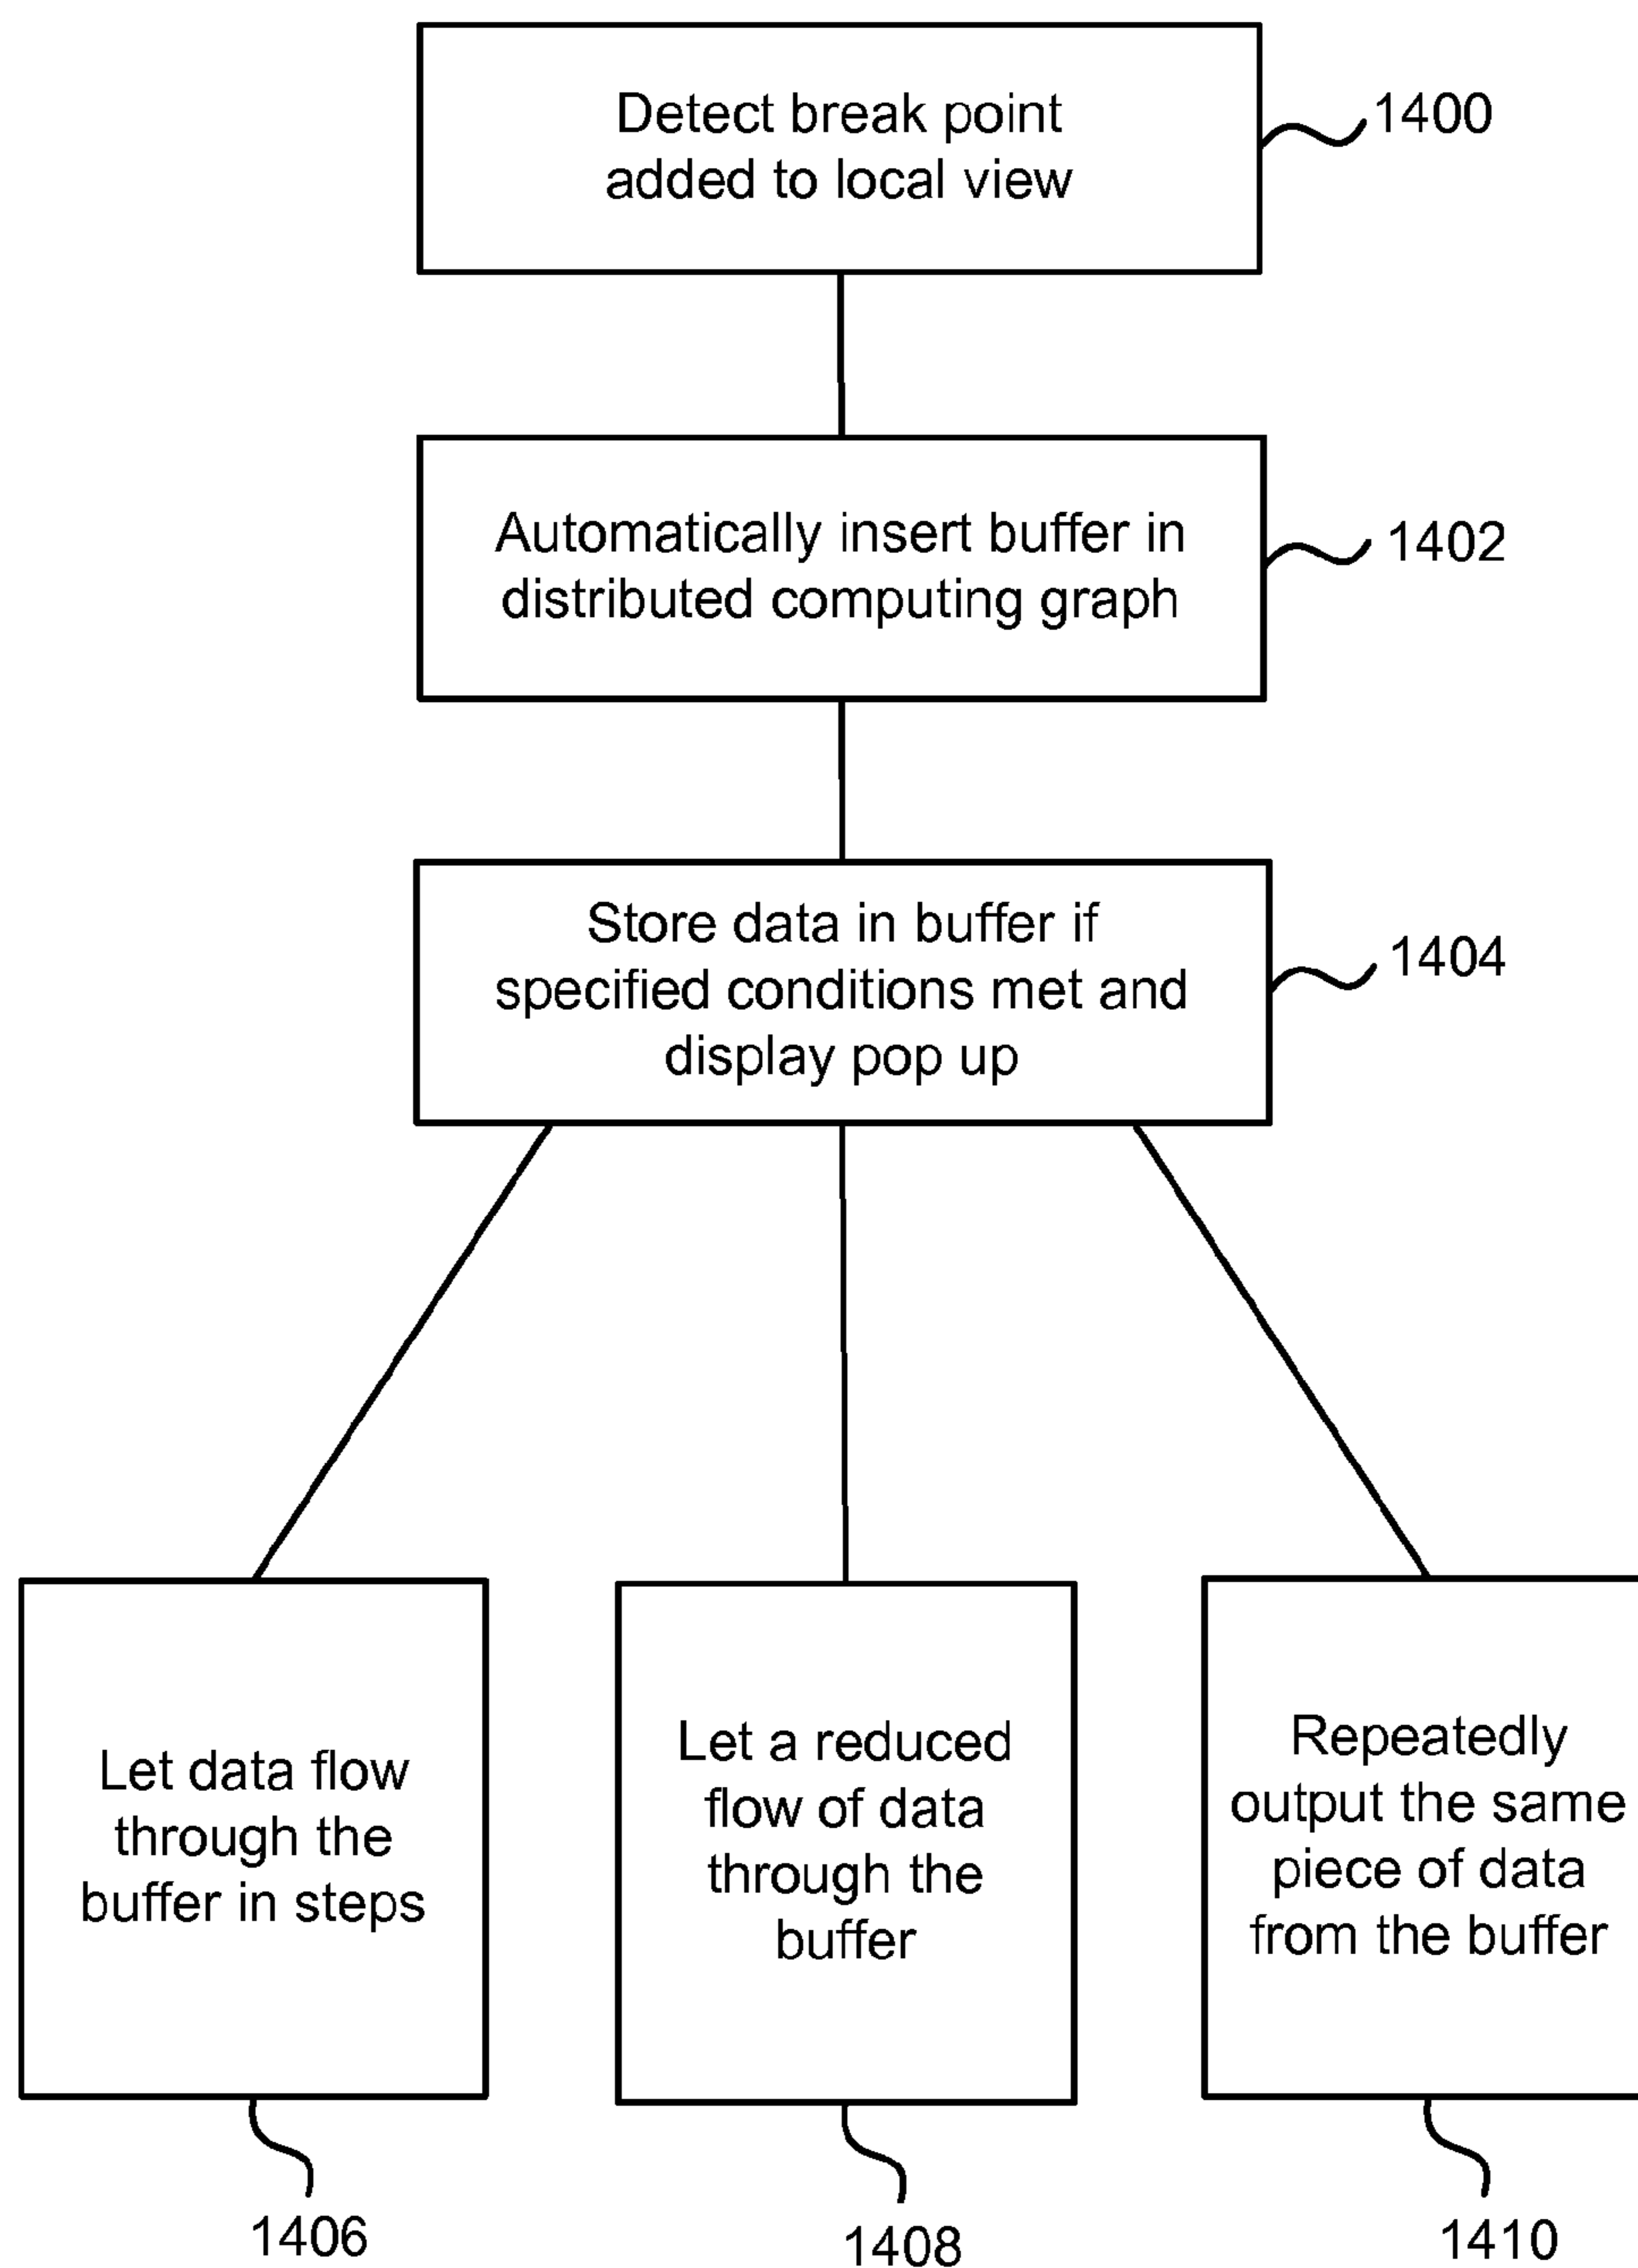 Detect break point
added to local view
1400
Automatically insert buffer in
distributed computing graph
1402
Store data in buffer if
specified conditions met and
display pop up
1404
Let data flow
through the
buffer in steps
1406
Let a reduced
flow of data
through the
buffer
1408
Repeatedly
output the same
piece of data
from the buffer
1410